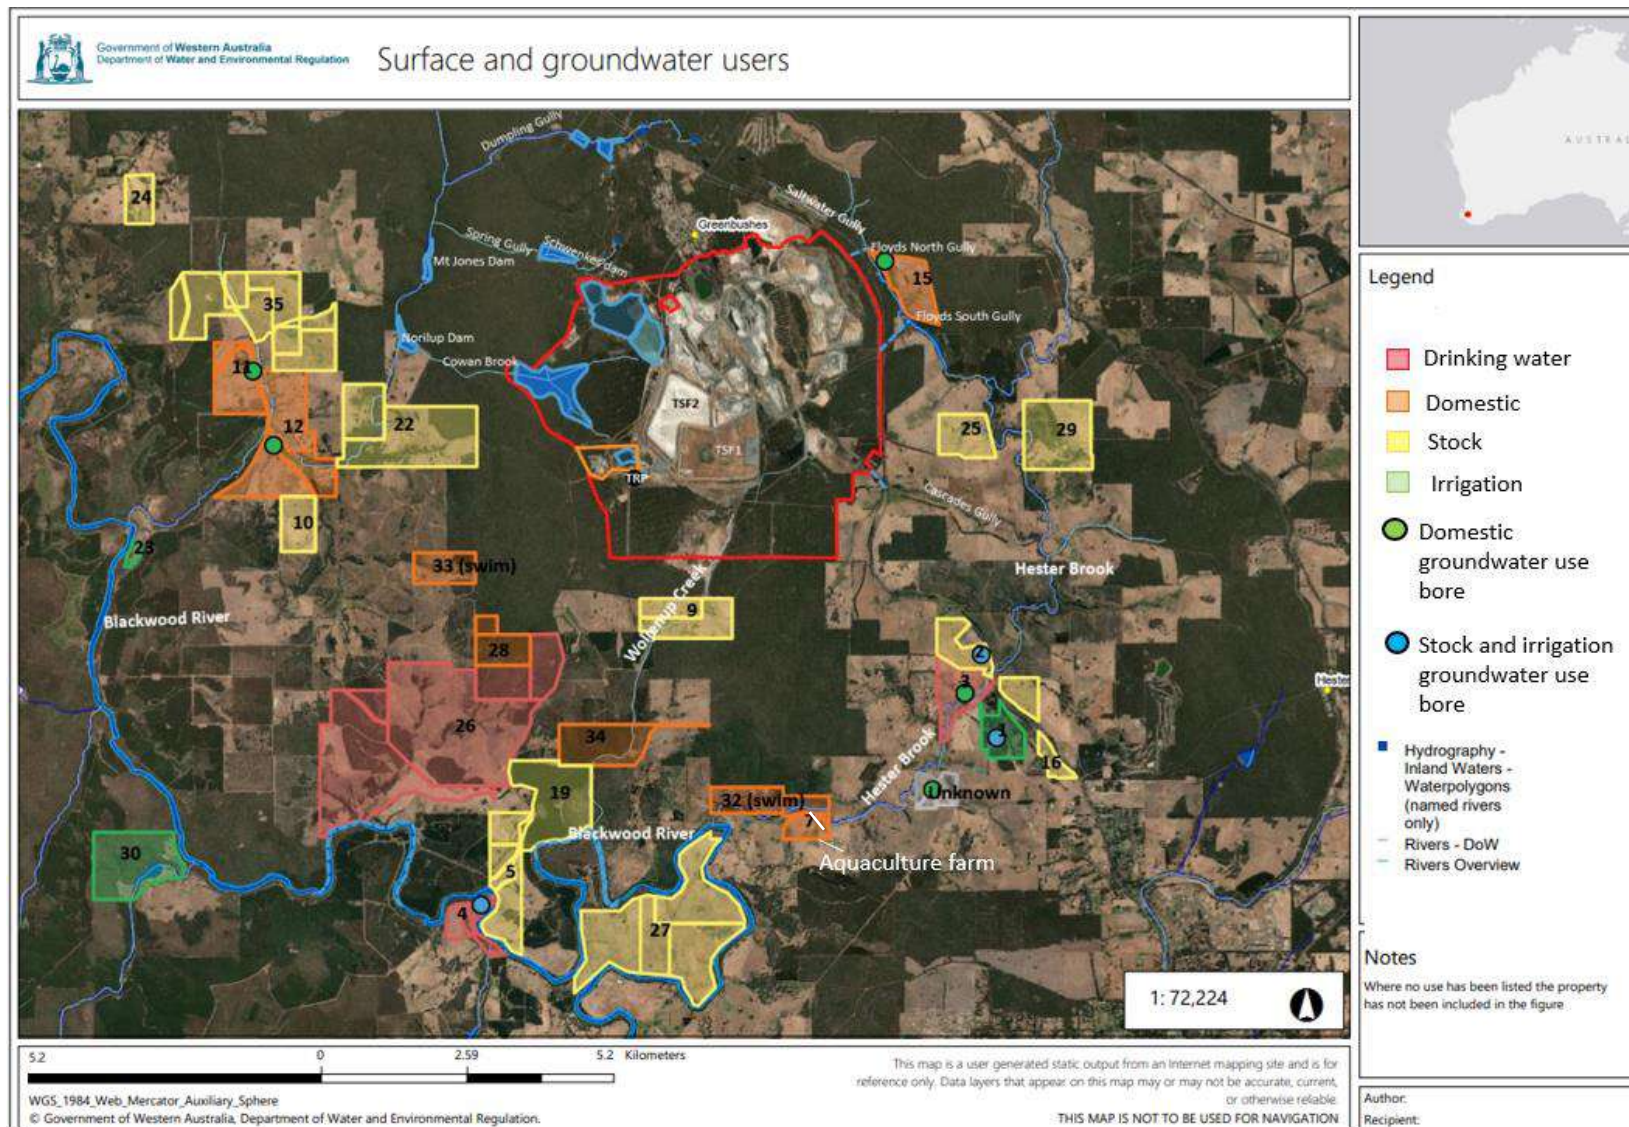 Government of Western Australia
Department of Water and Environmental Regulation
Surface and groundwater users
Dumpling Gully
Saltwater Gully
24
Greenbushes
Spring Gully
Schwenkes dam
Floyds North Gully
Mt Jones Dam
15
35
Floyds South Gully
Norilup Dam
Cowan Brook
11
TSF2
12
22
25
29
TSF1
TRP
Cascades Gully
10
23
33 (swim)
Hester Brook
Wollenup Creek
9
Blackwood River
28
2
3
Hester
26
34
1
16
Hester Brook
19
32 (swim)
Unknown
7
Blackwood River
Aquaculture farm
30
5
4
27
1: 72,224
AUSTRAL
Legend
Drinking water
Domestic
Stock
Irrigation
Domestic
groundwater use
bore
Stock and irrigation
groundwater use
bore
Hydrography -
Inland Waters -
Waterpolygons
(named rivers
only)
Rivers - DoW
Rivers Overview
Notes
Where no use has been listed the property
has not been included in the figure
5.2 0 2.59 5.2 Kilometers
WGS_1984_Web_Mercator_Auxiliary_Sphere
© Government of Western Australia, Department of Water and Environmental Regulation.
This map is a user generated static output from an Internet mapping site and is for
reference only. Data layers that appear on this map may or may not be accurate, current,
or otherwise reliable.
THIS MAP IS NOT TO BE USED FOR NAVIGATION
Author:
Recipient: